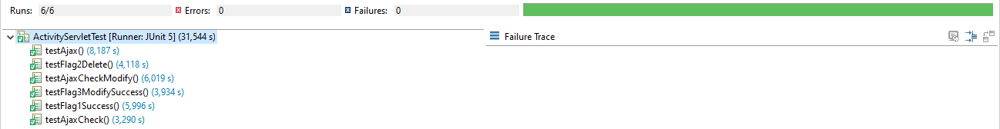 Runs: 6/6 Errors: 0 Failures: 0
ActivityServletTest [Runner: JUnit 5] (31,544 s)
Failure Trace
testAjax() (8,187 s)
testFlag2Delete() (4,118 s)
testAjaxCheckModify() (6,019 s)
testFlag3ModifySuccess() (3,934 s)
testFlag1Success() (5,996 s)
testAjaxCheck() (3,290 s)